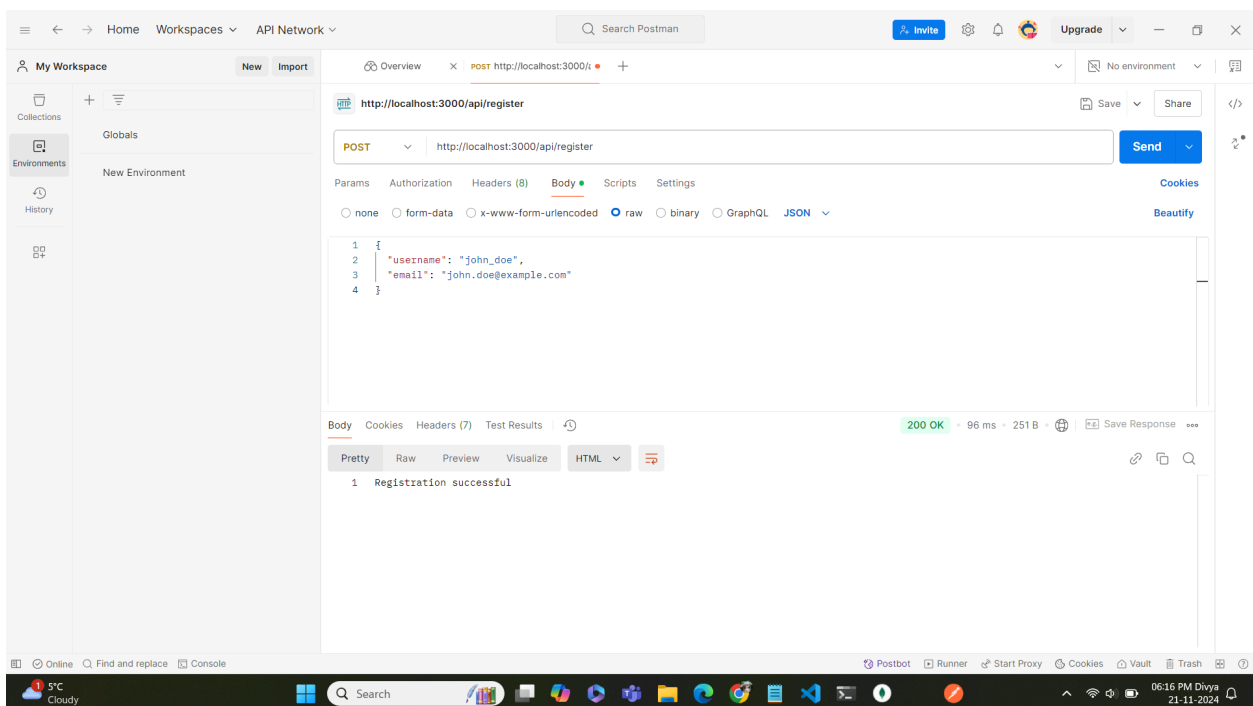 Home Workspaces API Network
Search Postman
Invite
Upgrade
My Workspace New Import
Overview POST http://localhost:3000/a
No environment
Collections
Environments
History
Globals
New Environment
HTTP http://localhost:3000/api/register
Save Share
POST http://localhost:3000/api/register
Send
Params Authorization Headers (8) Body Scripts Settings
Cookies
none form-data x-www-form-urlencoded raw binary GraphQL JSON
Beautify
1 {
2 "username": "john_doe",
3 "email": "john.doe@example.com"
4 }
Body Cookies Headers (7) Test Results
200 OK 96 ms 251 B Save Response
Pretty Raw Preview Visualize HTML
1 Registration successful
Online Find and replace Console
Postbot Runner Start Proxy Cookies Vault Trash
1 5°C
Cloudy
Search
06:16 PM Divya
21-11-2024